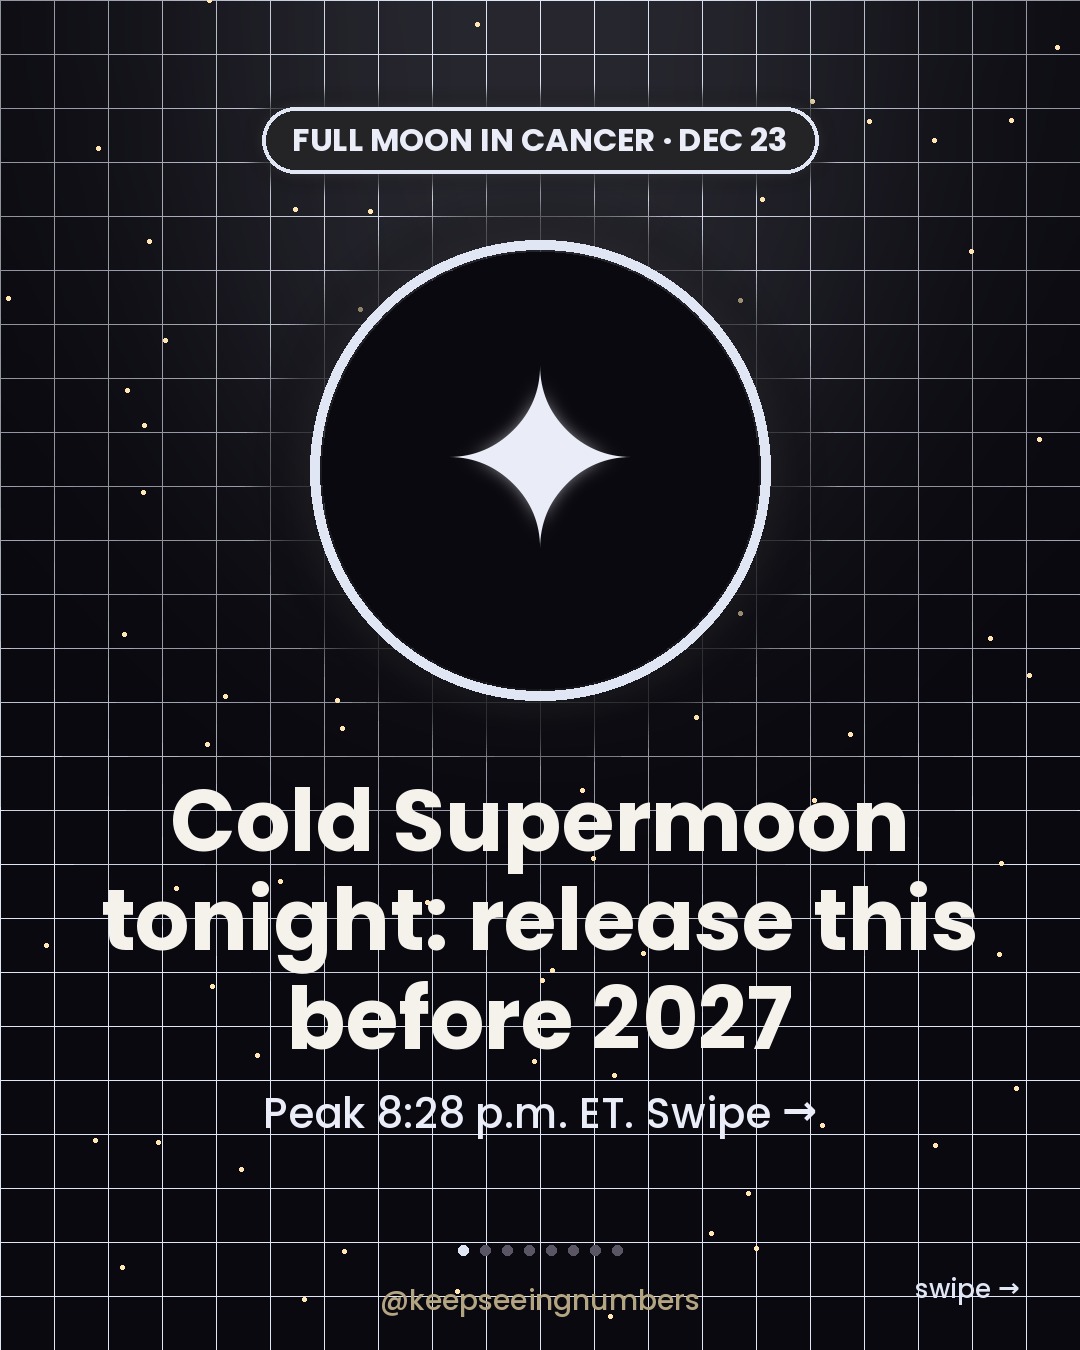 FULL MOON IN CANCER · DEC 23
Cold Supermoon
tonight: release this
before 2027
Peak 8:28 p.m. ET. Swipe →
swipe →
@keepseeingnumbers